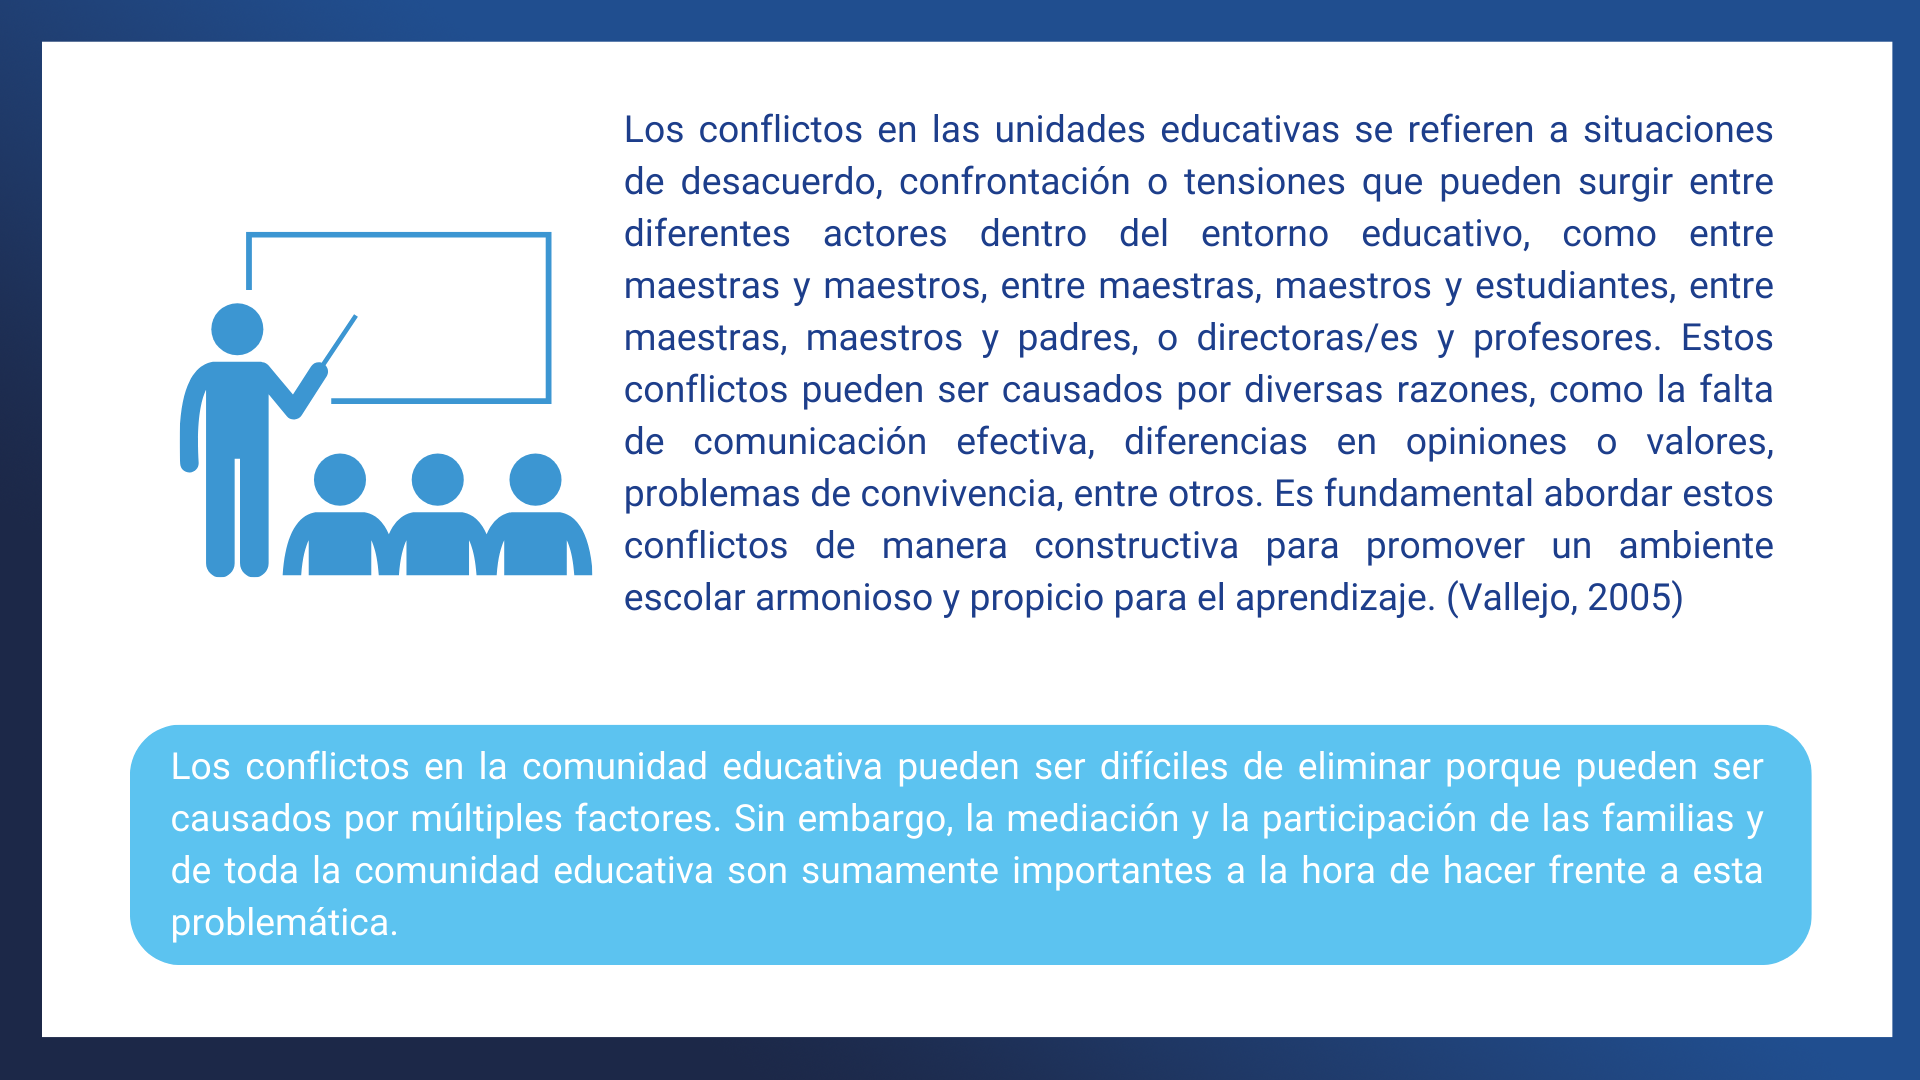 Los conflictos en las unidades educativas se refieren a situaciones
de desacuerdo, confrontación o tensiones que pueden surgir entre
diferentes actores dentro del entorno educativo, como entre
maestras y maestros, entre maestras, maestros y estudiantes, entre
maestras, maestros y padres, o directoras/es y profesores. Estos
conflictos pueden ser causados por diversas razones, como la falta
de comunicación efectiva, diferencias en opiniones o valores,
problemas de convivencia, entre otros. Es fundamental abordar estos
conflictos de manera constructiva para promover un ambiente
escolar armonioso y propicio para el aprendizaje. (Vallejo, 2005)
Los conflictos en la comunidad educativa pueden ser difíciles de eliminar porque pueden ser
causados por múltiples factores. Sin embargo, la mediación y la participación de las familias y
de toda la comunidad educativa son sumamente importantes a la hora de hacer frente a esta
problemática.